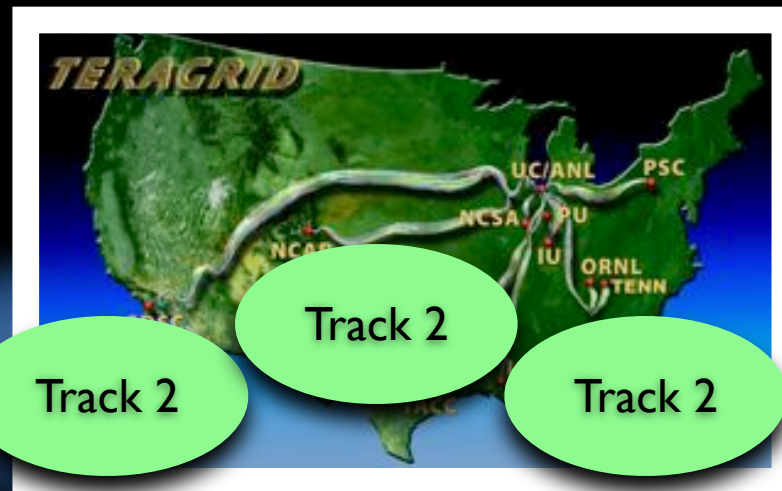 TERAGRID
UC/ANL
PSC
NCSA
PU
IU
NCAR
ORNL
TENN
Track 2
Track 2
Track 2